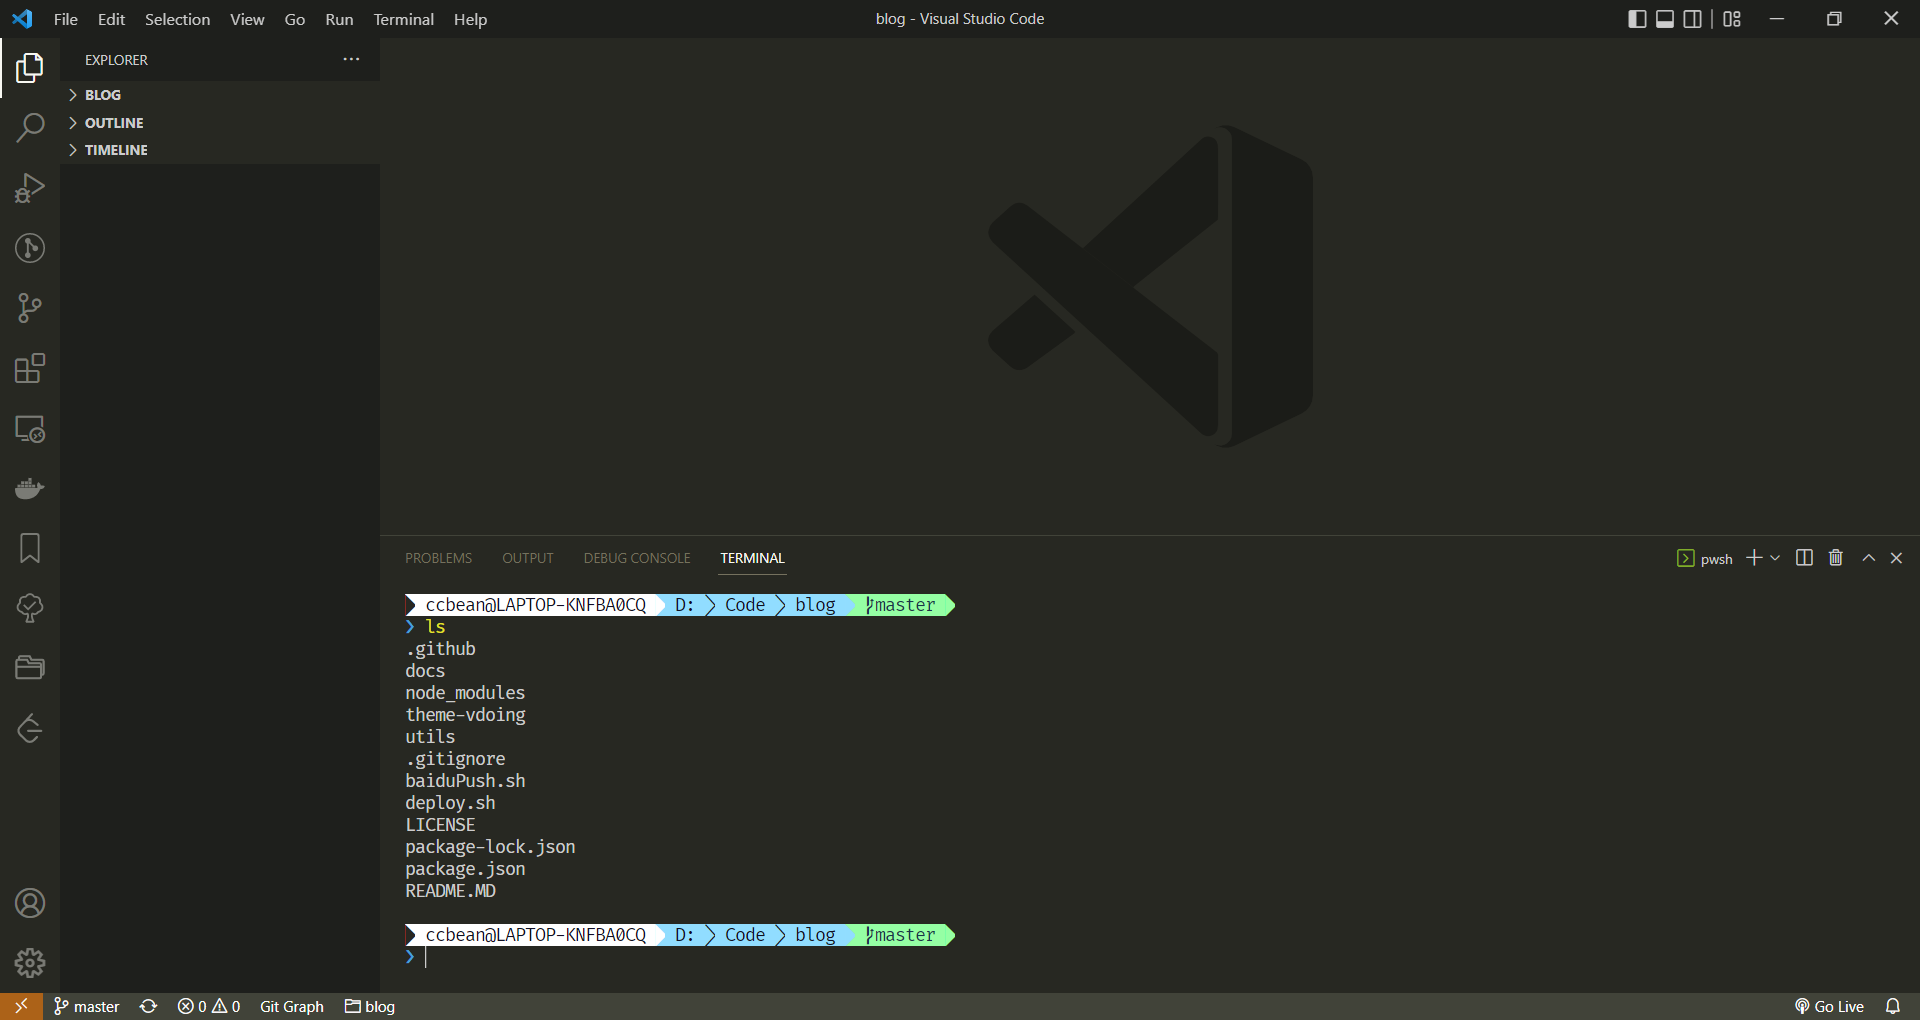 File Edit Selection View Go Run Terminal Help
blog - Visual Studio Code
EXPLORER
BLOG
OUTLINE
TIMELINE
PROBLEMS OUTPUT DEBUG CONSOLE TERMINAL
pwsh
ccbean@LAPTOP-KNFBA0CQ D: Code blog master
❯ ls
.github
docs
node_modules
theme-vdoing
utils
.gitignore
baiduPush.sh
deploy.sh
LICENSE
package-lock.json
package.json
README.MD
ccbean@LAPTOP-KNFBA0CQ D: Code blog master
❯
master 0 0 Git Graph blog
Go Live